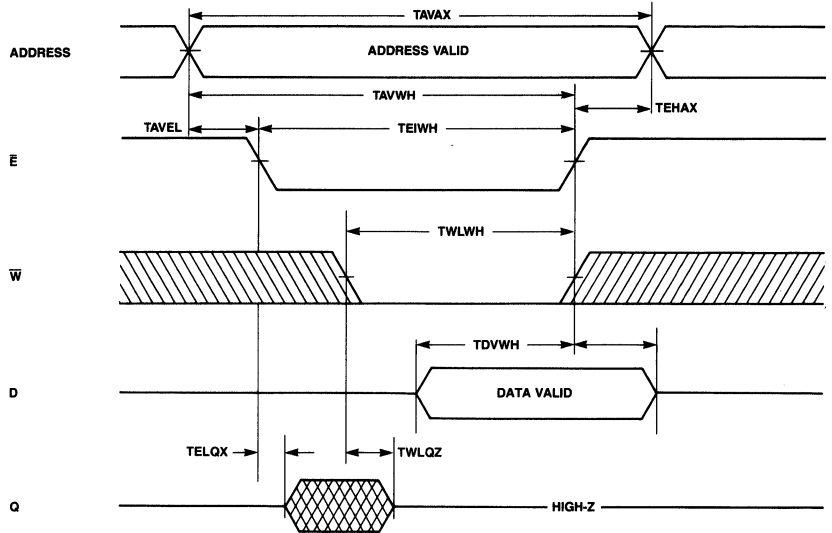 TAVAX
ADDRESS
ADDRESS VALID
TAVWH
TEHAX
TAVEL
TEIWH
E
TWLWH
W
TDVWH
D
DATA VALID
TELQX
TWLQZ
Q
HIGH-Z